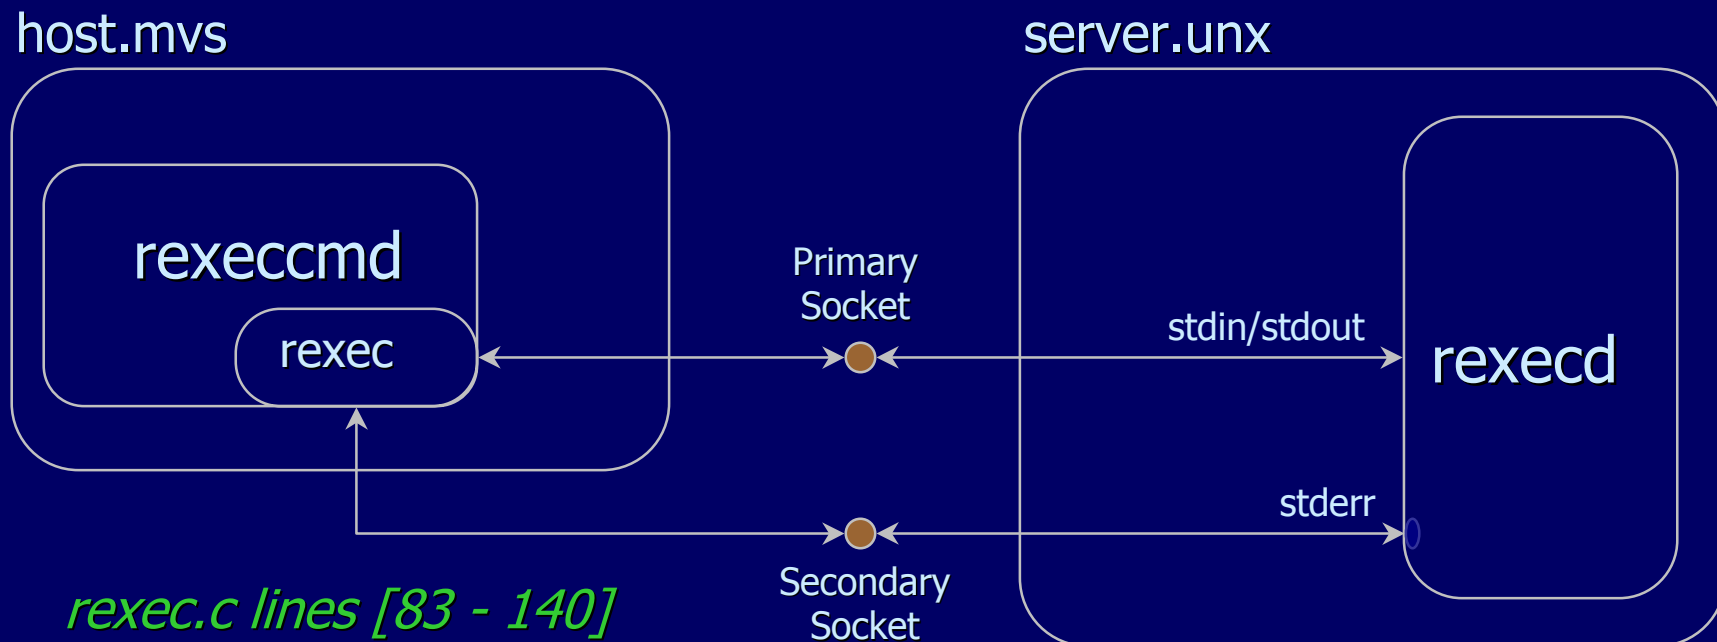 host.mvs
server.unx
rexeccmd
rexec
Primary
Socket
stdin/stdout
rexecd
stderr
Secondary
Socket
rexec.c lines [83 - 140]